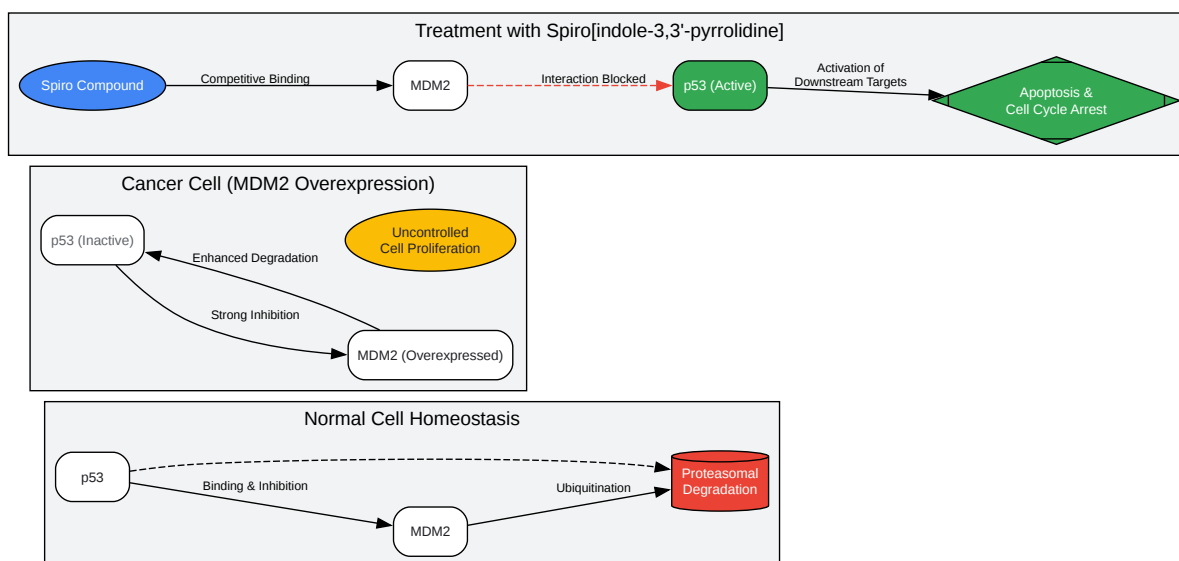 Treatment with Spiro[indole-3,3'-pyrrolidine]
Spiro Compound
Competitive Binding
MDM2
Interaction Blocked
p53 (Active)
Activation of
Downstream Targets
Apoptosis &
Cell Cycle Arrest
Cancer Cell (MDM2 Overexpression)
p53 (Inactive)
Uncontrolled
Cell Proliferation
Enhanced Degradation
Strong Inhibition
MDM2 (Overexpressed)
Normal Cell Homeostasis
p53
Binding & Inhibition
MDM2
Ubiquitination
Proteasomal
Degradation